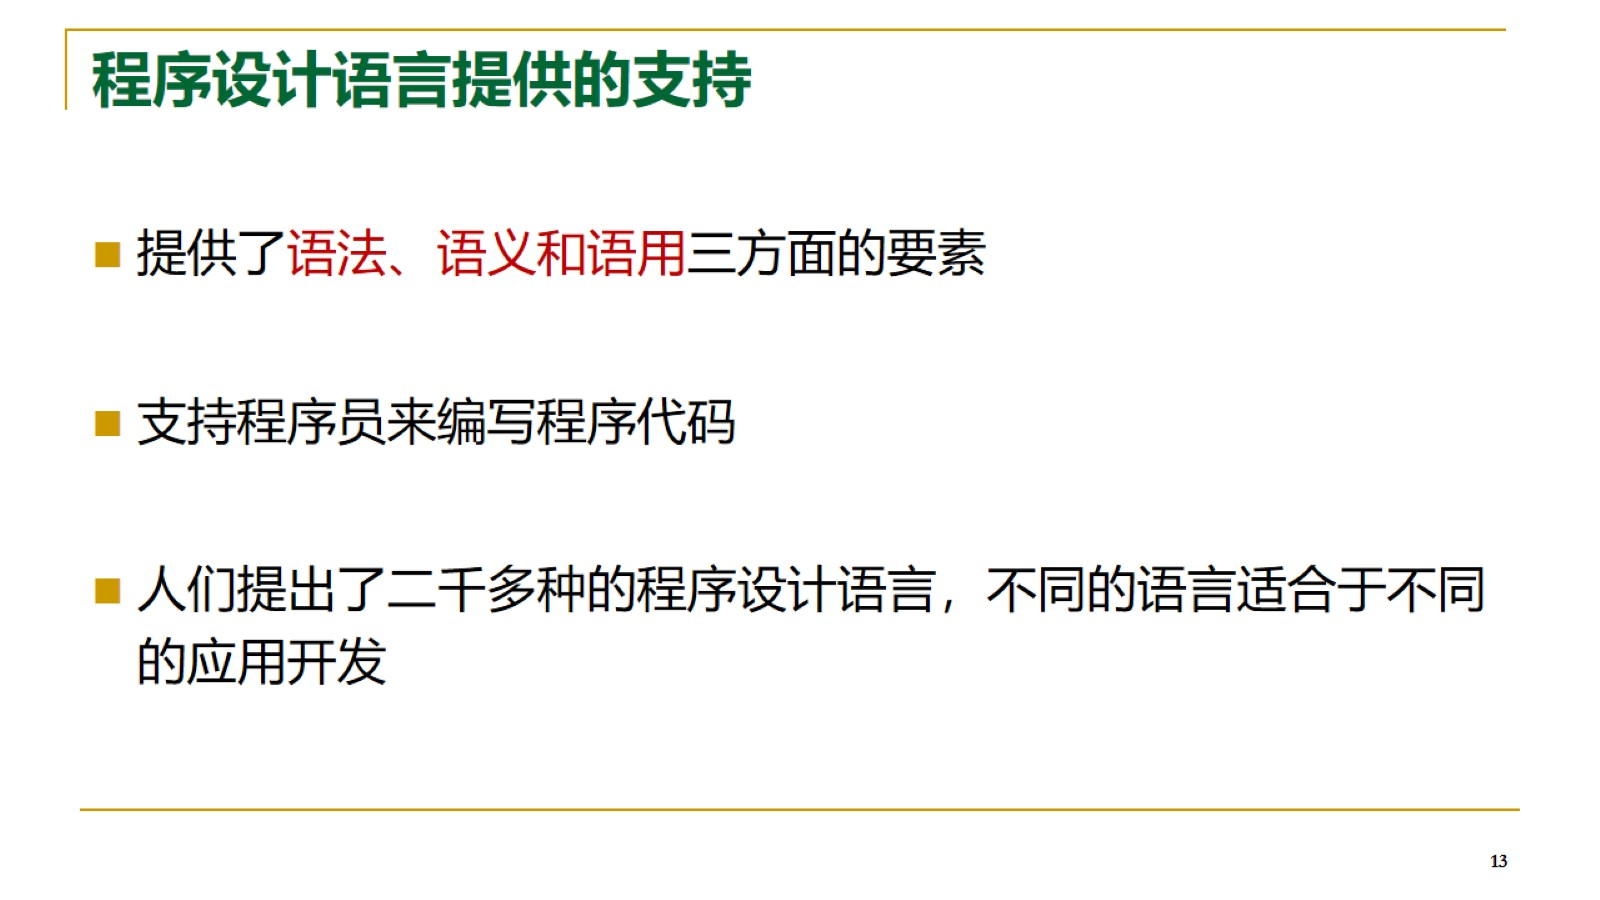 程序设计语言提供的支持
提供了语法、语义和语用三方面的要素
支持程序员来编写程序代码
人们提出了二千多种的程序设计语言，不同的语言适合于不同
的应用开发
13